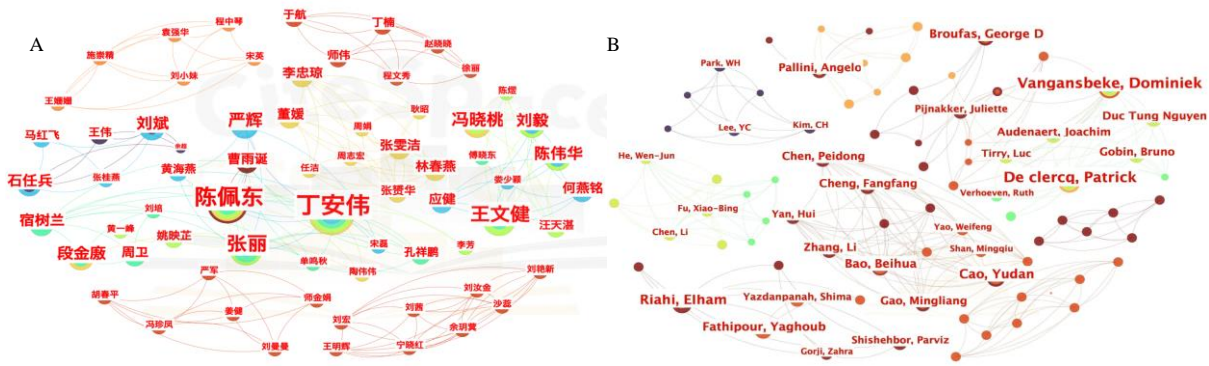 A
于航
丁楠
程中琴
袁强华
师伟
赵晓晓
施崇精
宋英
李忠琼
程文秀
徐丽
刘小妹
王姗姗
CiteSpace
陈熠
董媛
耿昭
冯晓桃
刘毅
马红飞
王伟
刘斌
严辉
周娟
张雯洁
曹雨诞
周志宏
傅晓东
陈伟华
石任兵
张桂燕
黄海燕
任洁
林春燕
娄少颖
何燕铭
陈佩东
丁安伟
张赟华
应健
王文健
汪天湛
宿树兰
刘培
黄一峰
姚映芷
张丽
宋磊
孔祥鹏
李芳
段金廒
周卫
单鸣秋
陶伟伟
严军
刘艳新
胡春平
师金娟
刘茜
刘汝金
沙蕊
冯珍凤
姜健
刘宏
余玥黄
刘曼曼
王明辉
宁晓红
B
Broufas, George D
Park, WH
Pallini, Angelo
Vangansbeke, Dominiek
Pijnakker, Juliette
Duc Tung Nguyen
Lee, YC
Kim, CH
Audenaert, Joachim
Tirry, Luc
Gobin, Bruno
He, Wen-Jun
Chen, Peidong
De clercq, Patrick
Cheng, Fangfang
Verhoeven, Ruth
Fu, Xiao-Bing
Yan, Hui
Yao, Weifeng
Chen, Li
Zhang, Li
Shan, Mingqiu
Bao, Beihua
Cao, Yudan
Riahi, Elham
Yazdanpanah, Shima
Gao, Mingliang
Fathipour, Yaghoub
Shishehbor, Parviz
Gorji, Zahra